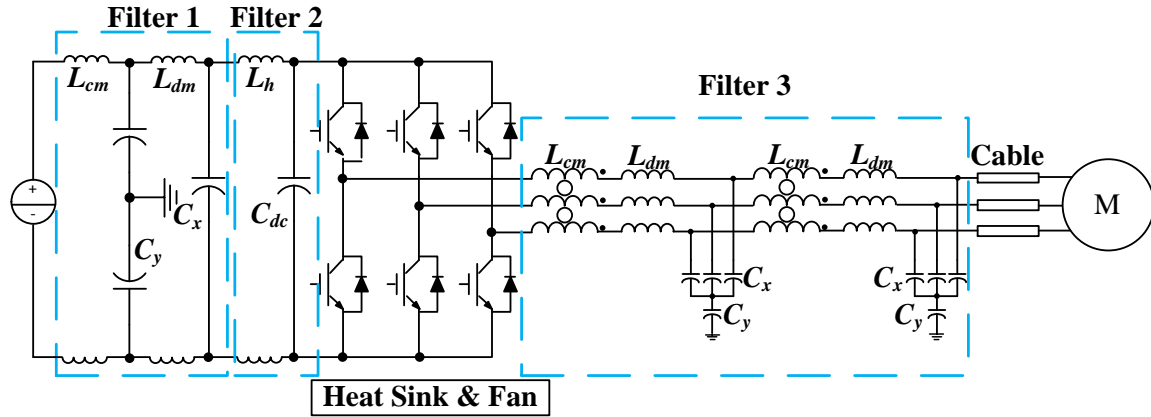 Filter 1
Filter 2
Filter 3
L_cm
L_dm
L_h
L_cm
L_dm
L_cm
L_dm
Cable
+
-
C_x
C_dc
M
C_y
C_x
C_x
C_y
C_y
Heat Sink & Fan